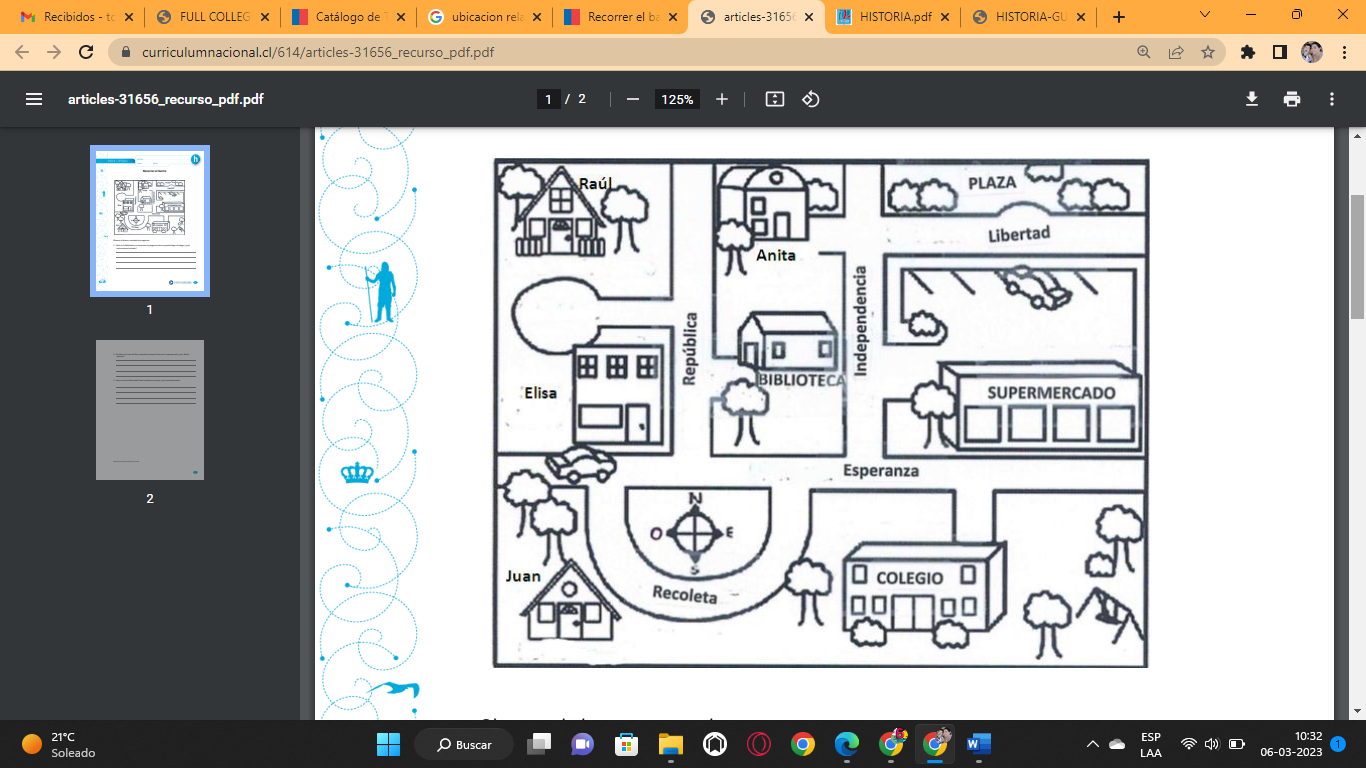 Recibidos - to
FULL COLLEG
Catálogo de T
ubicacion rela
Recorrer el ba
articles-31656
HISTORIA.pdf
HISTORIA-GU
curriculumnacional.cl/614/articles-31656_recurso_pdf.pdf
articles-31656_recurso_pdf.pdf
1 / 2
125%
1
2
Raúl
Anita
PLAZA
Libertad
Independencia
República
BIBLIOTECA
SUPERMERCADO
Elisa
Esperanza
N
O
E
S
Juan
Recoleta
COLEGIO
21°C
Soleado
Buscar
ESP
LAA
10:32
06-03-2023
1